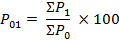 P₀₁ = ΣP₁ / ΣP₀ × 100